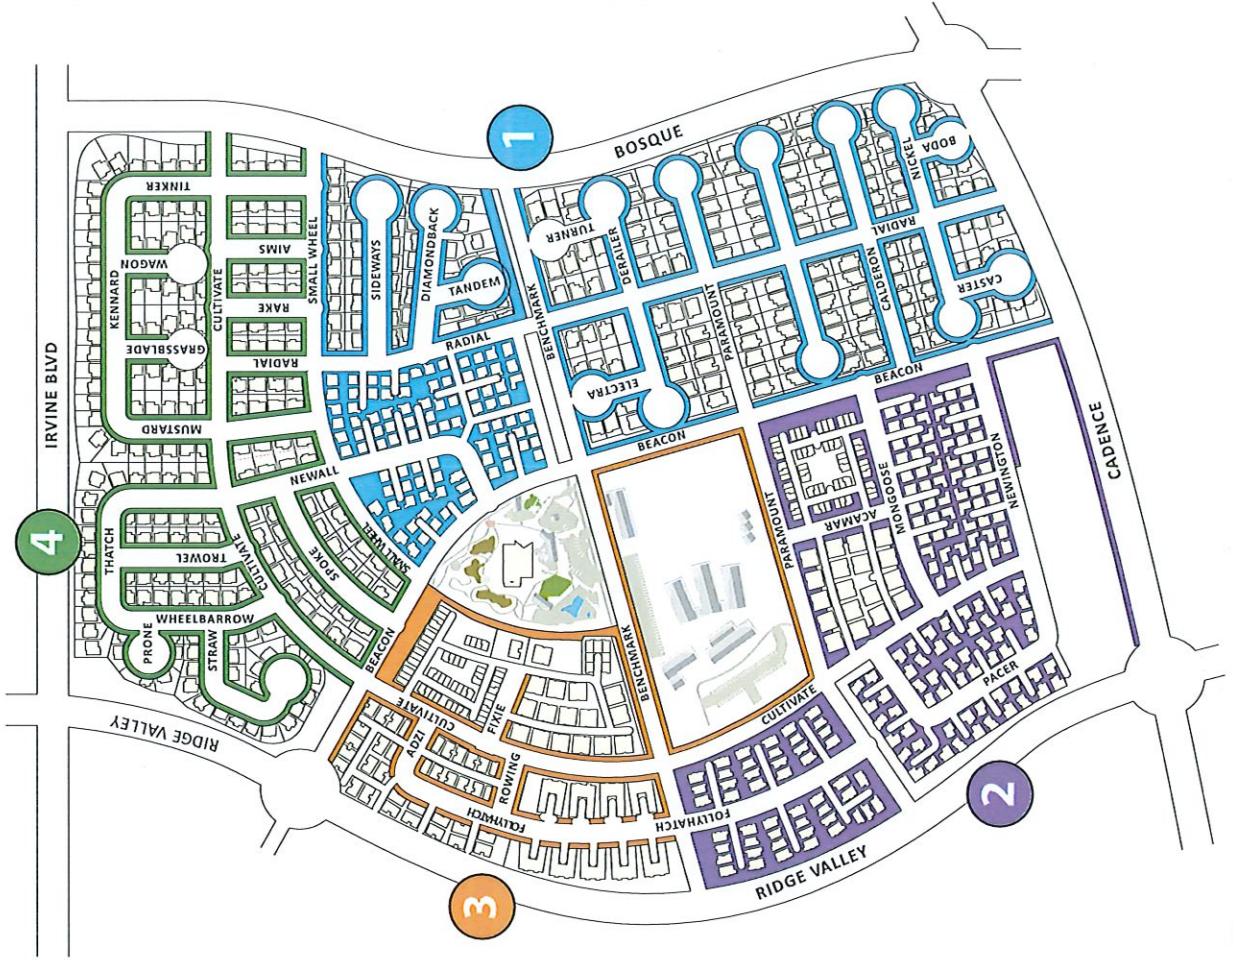 BOSQUE
1
BODA
NICKEL
TINKER
TURNER
RADIAL
AIMS
SMALL WHEEL
SIDEWAYS
DIAMONDBACK
TANDEM
DERAILER
CALDERON
CASTER
WAGON
KENNARD
CULTIVATE
RAKE
BENCHMARK
PARAMOUNT
GRASSBLADE
RADIAL
RADIAL
ELECTRA
BEACON
IRVINE BLVD
MUSTARD
BEACON
CADENCE
NEWALL
NEWINGTON
MONGOOSE
PARAMOUNT
ACAMAR
4
THATCH
TROWEL
CULTIVATE
SPOKE
SMALL WHEEL
WHEELBARROW
PRONE
STRAW
BEACON
BENCHMARK
PACER
RIDGE VALLEY
CULTIVATE
FIXIE
CULTIVATE
ADZI
ROWING
FOLLYHATCH
FOLLYHATCH
2
RIDGE VALLEY
3